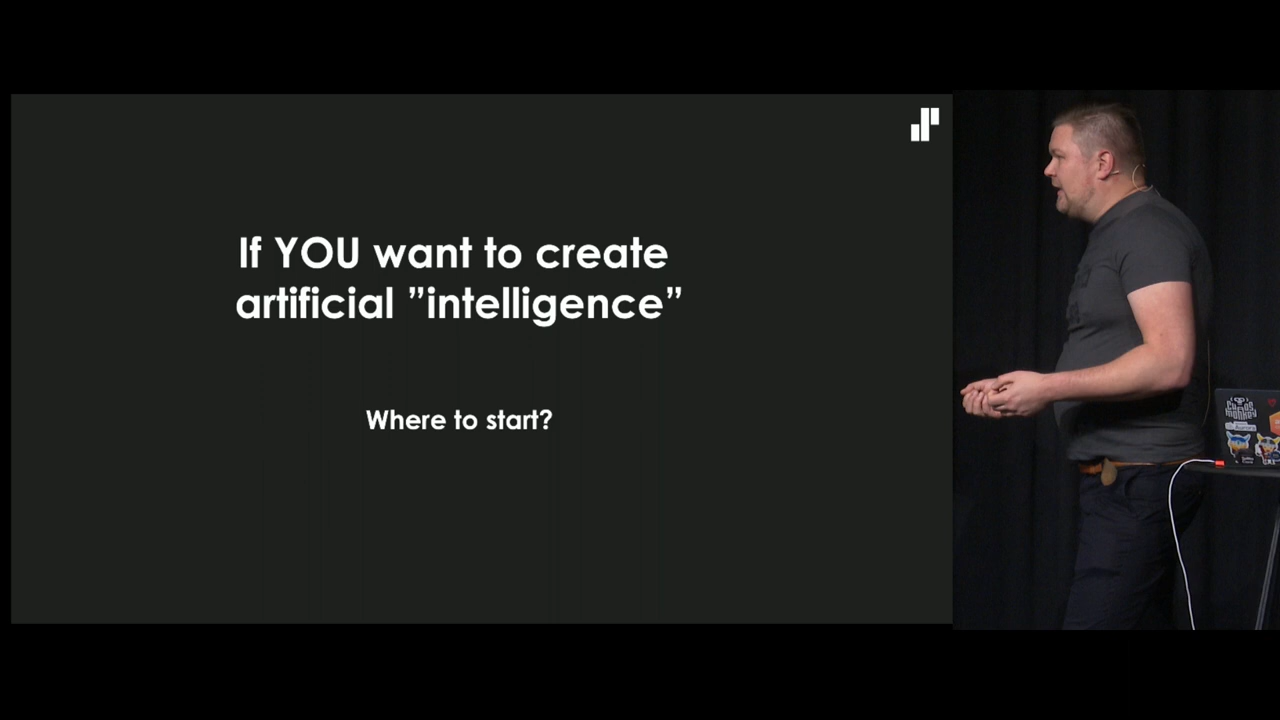 If YOU want to create
artificial ”intelligence”
Where to start?